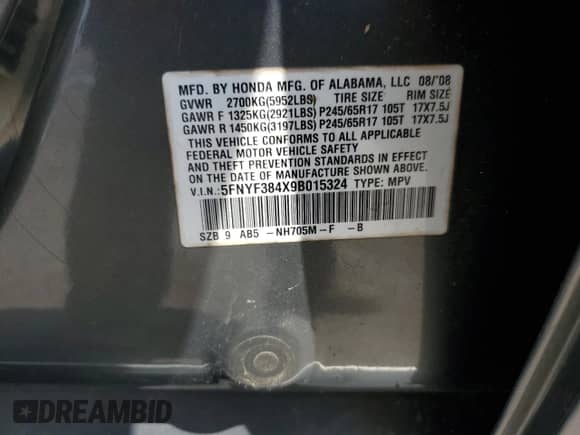 MFD. BY HONDA MFG. OF ALABAMA, LLC 08/'08
GVWR 2700KG(5952LBS) TIRE SIZE RIM SIZE
GAWR F 1325KG(2921LBS) P245/65R17 105T 17X7.5J
GAWR R 1450KG(3197LBS) P245/65R17 105T 17X7.5J
THIS VEHICLE CONFORMS TO ALL APPLICABLE
FEDERAL MOTOR VEHICLE SAFETY
AND THEFT PREVENTION STANDARDS IN EFFECT
ON THE DATE OF MANUFACTURE SHOWN ABOVE.
V.I.N.: 5FNYF384X9B015324 TYPE: MPV
SZB 9 AB5 -NH705M-F -B
DREAMBID